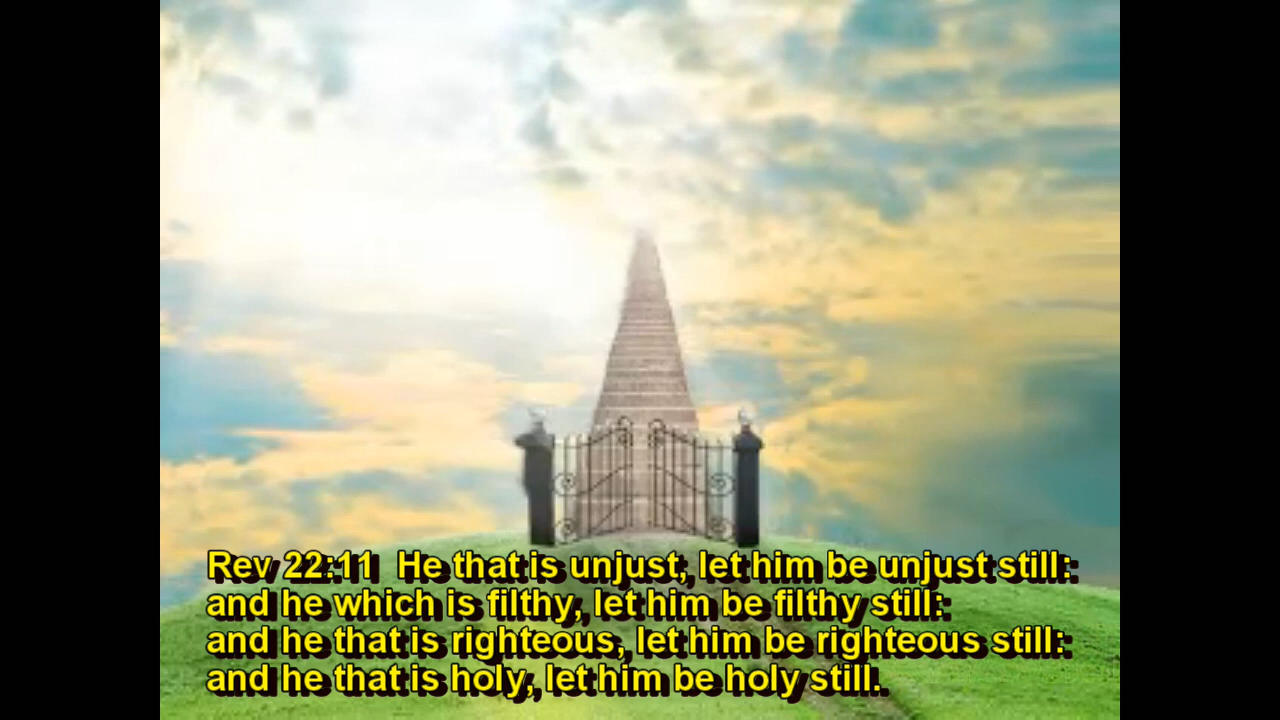 Rev 22:11  He that is unjust, let him be unjust still:
and he which is filthy, let him be filthy still:
and he that is righteous, let him be righteous still:
and he that is holy, let him be holy still.